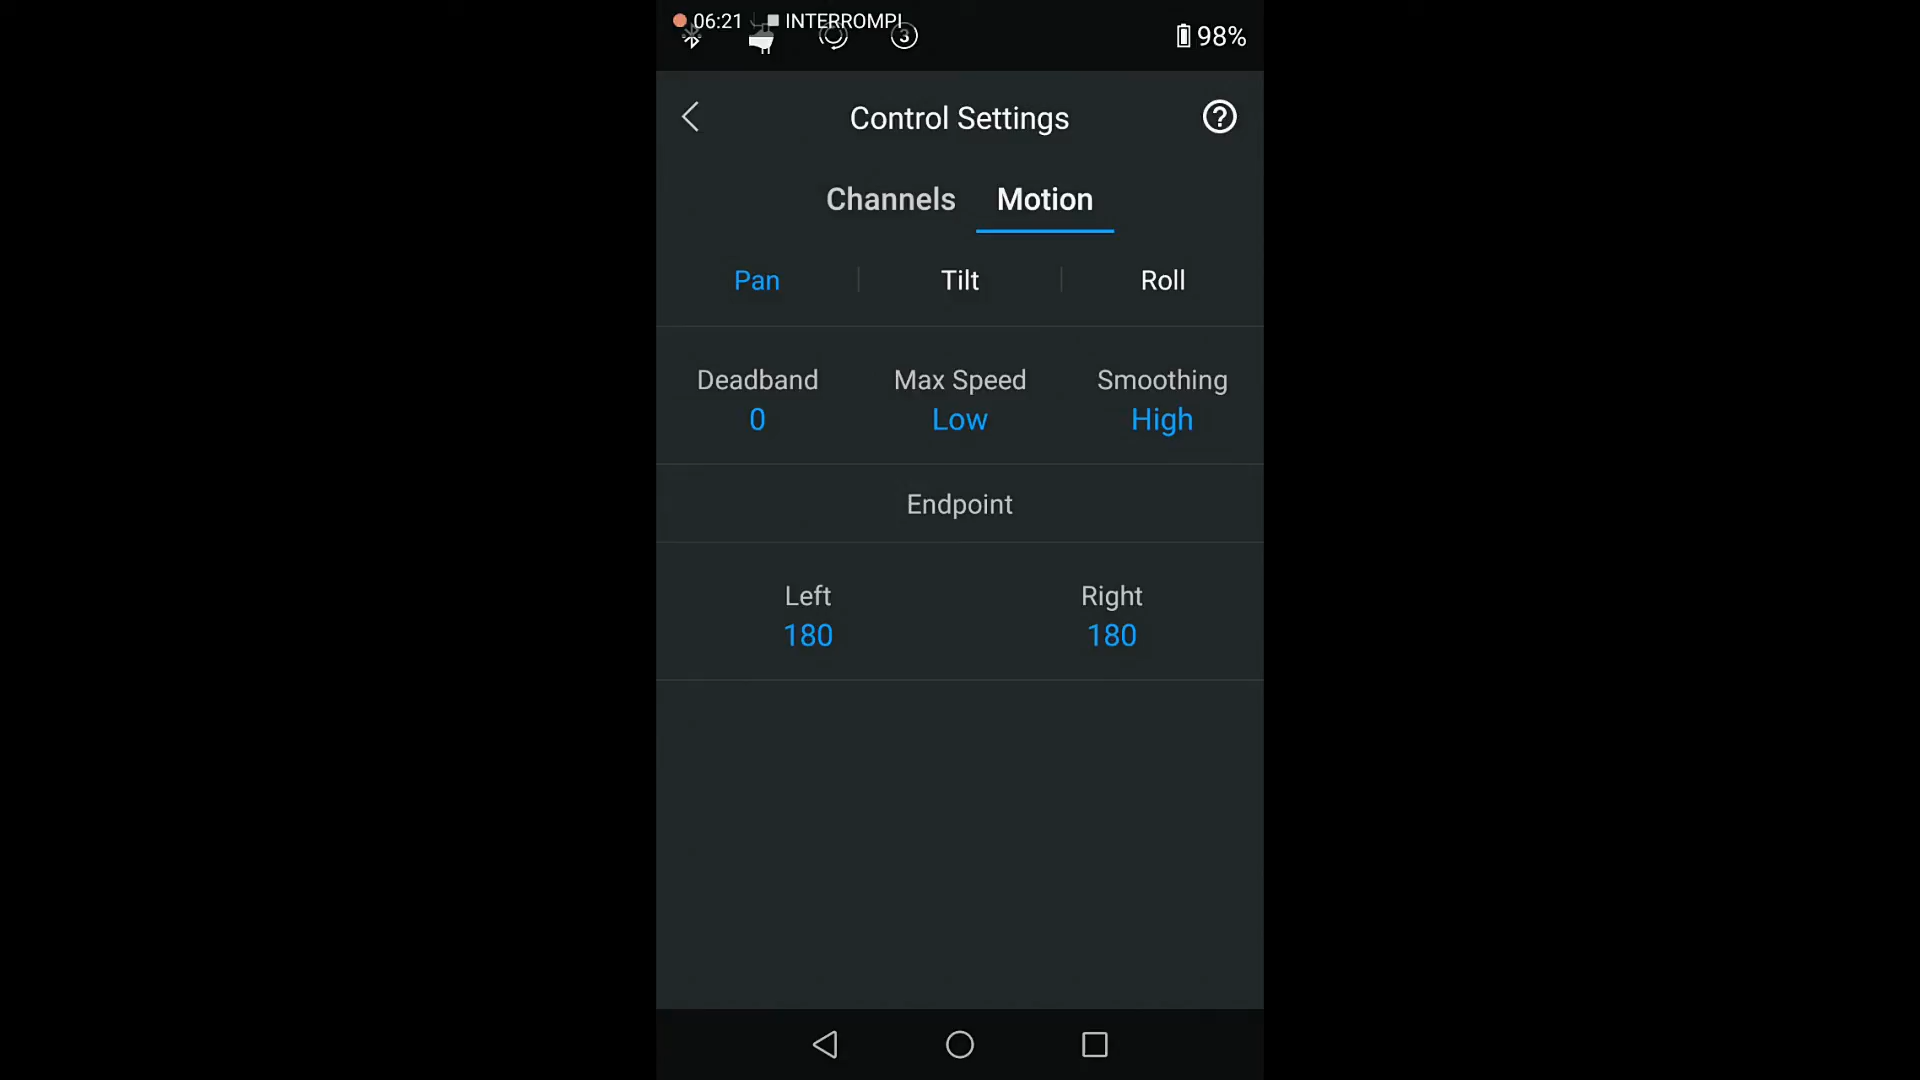 06:21 INTERROMPI
3
98%
Control Settings
?
Channels Motion
Pan Tilt Roll
Deadband Max Speed Smoothing
0 Low High
Endpoint
Left Right
180 180